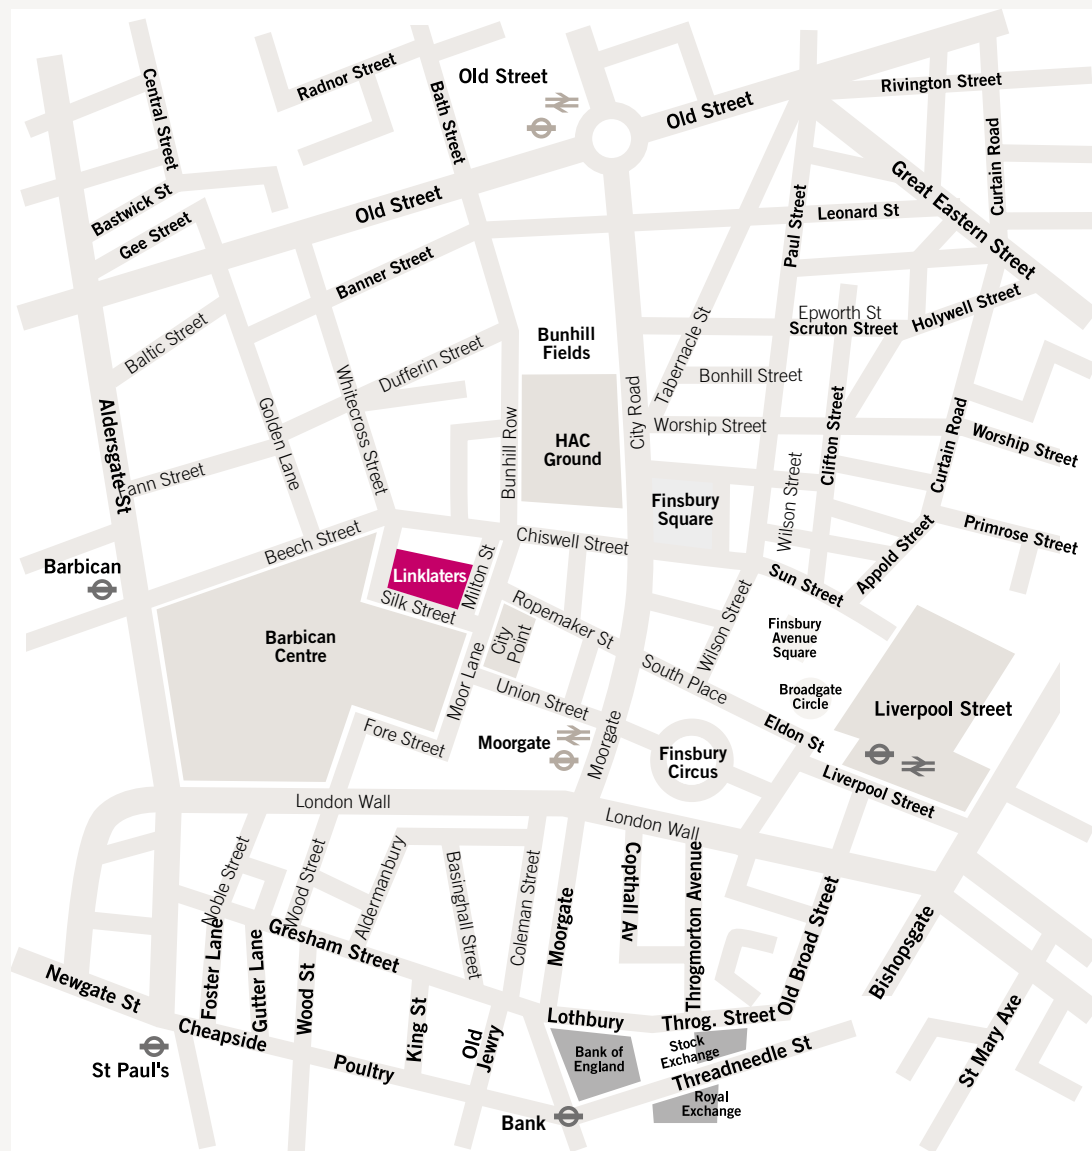 Central Street
Radnor Street
Bath Street
Old Street
Old Street
Rivington Street
Curtain Road
Great Eastern Street
Bastwick St
Gee Street
Old Street
Paul Street
Leonard St
Banner Street
Epworth St
Scruton Street
Holywell Street
Baltic Street
Dufferin Street
Bunhill
Fields
Tabernacle St
Bonhill Street
Whitecross Street
Golden Lane
Aldersgate St
Bunhill Row
HAC
Ground
City Road
Worship Street
Clifton Street
Curtain Road
Worship Street
Wilson Street
Finsbury
Square
ann Street
Beech Street
Chiswell Street
Primrose Street
Appold Street
Sun Street
Barbican
Linklaters
Milton St
Silk Street
Ropemaker St
Wilson Street
Finsbury
Avenue
Square
Barbican
Centre
City
Point
Moor Lane
South Place
Union Street
Broadgate
Circle
Liverpool Street
Eldon St
Fore Street
Moorgate
Moorgate
Finsbury
Circus
Liverpool Street
London Wall
London Wall
Noble Street
Wood Street
Aldermanbury
Basinghall Street
Coleman Street
Moorgate
Copthall Av
Throgmorton Avenue
Old Broad Street
Bishopsgate
Gresham Street
Foster Lane
Gutter Lane
Wood St
King St
Old
Jewry
Newgate St
Cheapside
Poultry
St Paul's
Lothbury
Throg. Street
Stock
Exchange
Bank of
England
Threadneedle St
Royal
Exchange
St Mary Axe
Bank